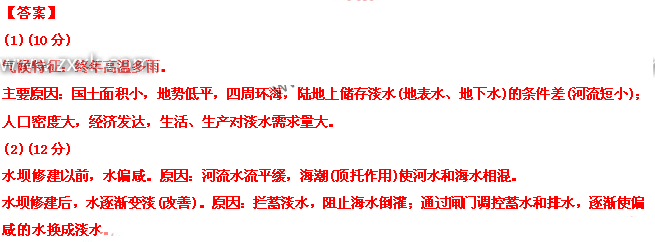 【答案】
(1)(10分)
气候特征：终年高温多雨。
主要原因：国土面积小，地势低平，四周环海，陆地上储存淡水(地表水、地下水)的条件差(河流短小)；
人口密度大，经济发达，生活、生产对淡水需求量大。
(2)(12分)
水坝修建以前，水偏咸。原因：河流水流平缓，海潮(顶托作用)使河水和海水相混。
水坝修建后，水逐渐变淡(改善)。原因：拦蓄淡水，阻止海水倒灌；通过闸门调控蓄水和排水，逐渐使偏
咸的水换成淡水。